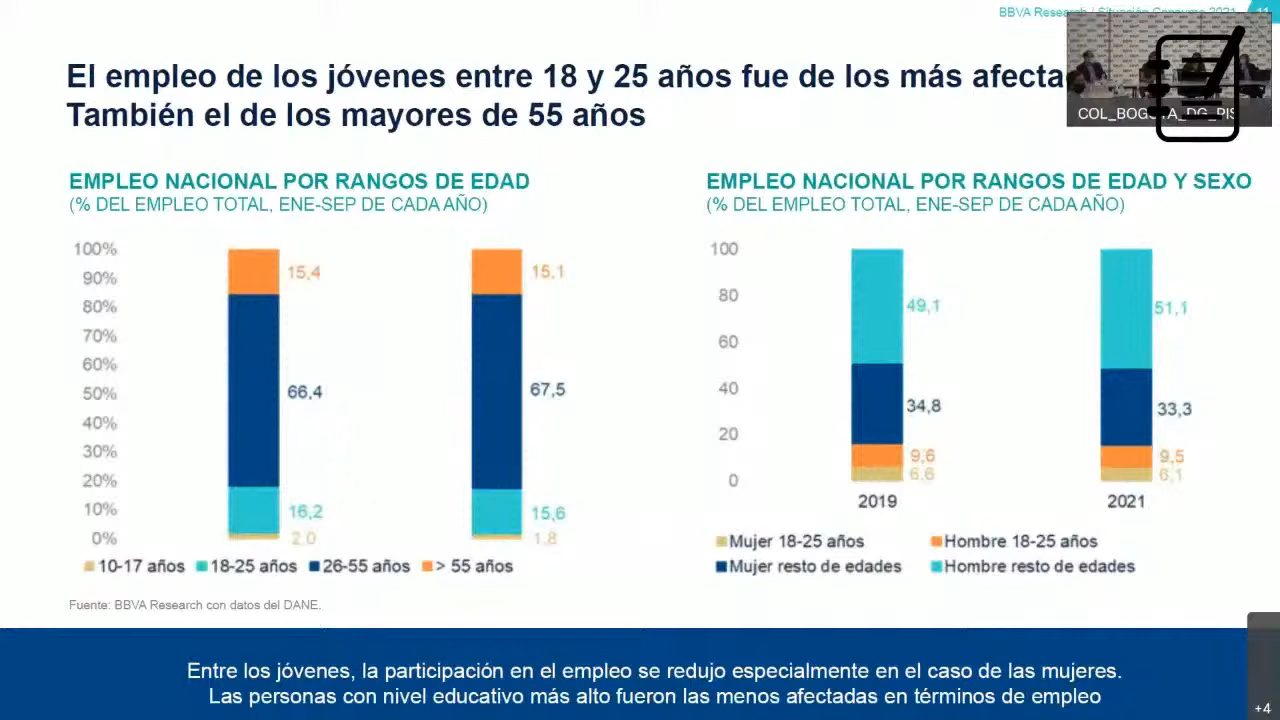 BBVA Research / Situación Consumo 2021 11
El empleo de los jóvenes entre 18 y 25 años fue de los más
También el de los mayores de 55 años
COL_BOGOTA_DG_PIS
EMPLEO NACIONAL POR RANGOS DE EDAD
(% DEL EMPLEO TOTAL, ENE-SEP DE CADA AÑO)
100%
90%
80%
70%
60%
50%
40%
30%
20%
10%
0%
15,4
66,4
16,2
2,0
15,1
67,5
15,6
1,8
10-17 años 18-25 años 26-55 años > 55 años
Fuente: BBVA Research con datos del DANE.
EMPLEO NACIONAL POR RANGOS DE EDAD Y SEXO
(% DEL EMPLEO TOTAL, ENE-SEP DE CADA AÑO)
100
80
60
40
20
0
49,1
34,8
9,6
6,6
51,1
33,3
9,5
6,1
2019 2021
Mujer 18-25 años Hombre 18-25 años
Mujer resto de edades Hombre resto de edades
Entre los jóvenes, la participación en el empleo se redujo especialmente en el caso de las mujeres.
Las personas con nivel educativo más alto fueron las menos afectadas en términos de empleo
+4